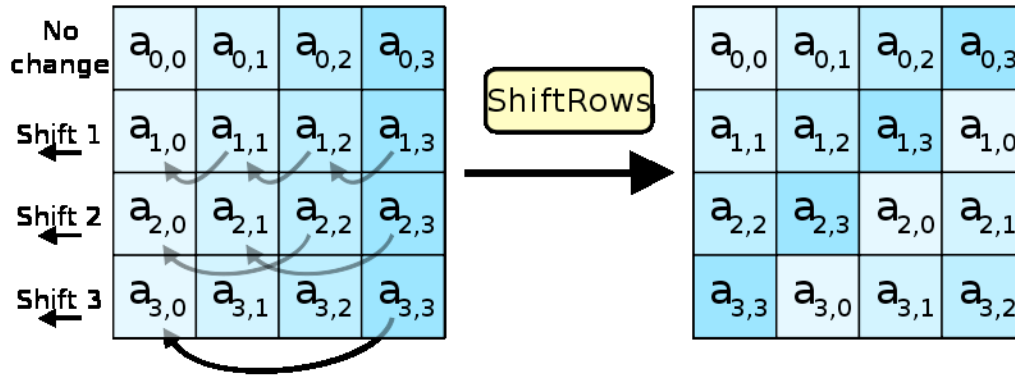 No change a0,0 a0,1 a0,2 a0,3
Shift 1 a1,0 a1,1 a1,2 a1,3
Shift 2 a2,0 a2,1 a2,2 a2,3
Shift 3 a3,0 a3,1 a3,2 a3,3
ShiftRows
a0,0 a0,1 a0,2 a0,3
a1,1 a1,2 a1,3 a1,0
a2,2 a2,3 a2,0 a2,1
a3,3 a3,0 a3,1 a3,2